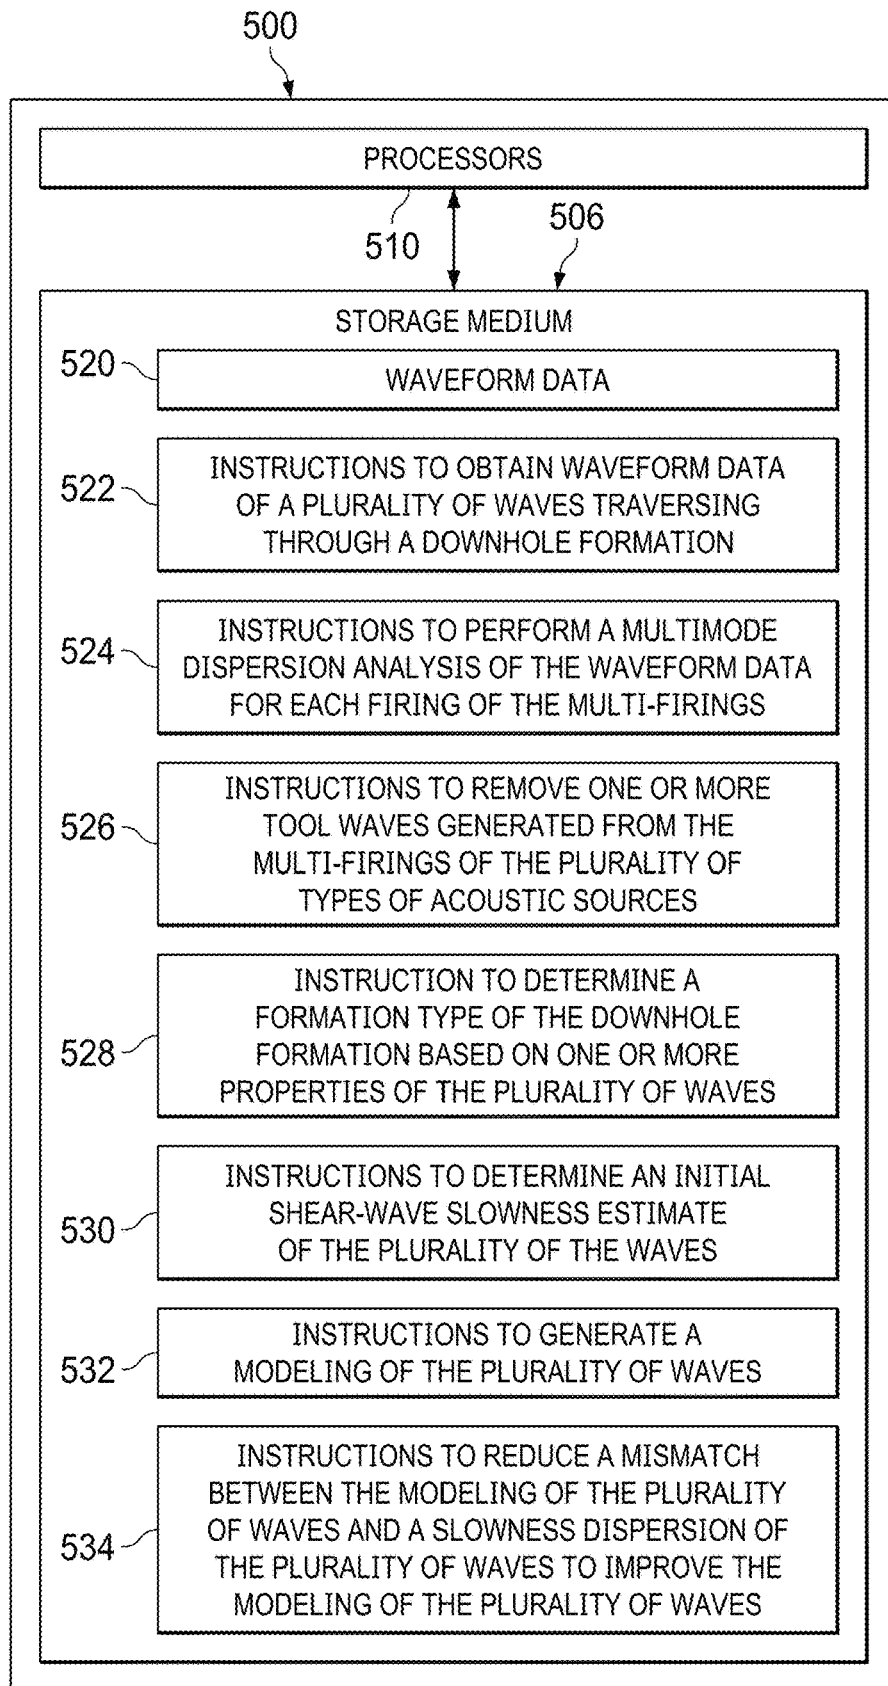 500
PROCESSORS
510
506
STORAGE MEDIUM
520
WAVEFORM DATA
522
INSTRUCTIONS TO OBTAIN WAVEFORM DATA
OF A PLURALITY OF WAVES TRAVERSING
THROUGH A DOWNHOLE FORMATION
524
INSTRUCTIONS TO PERFORM A MULTIMODE
DISPERSION ANALYSIS OF THE WAVEFORM DATA
FOR EACH FIRING OF THE MULTI-FIRINGS
526
INSTRUCTIONS TO REMOVE ONE OR MORE
TOOL WAVES GENERATED FROM THE
MULTI-FIRINGS OF THE PLURALITY OF
TYPES OF ACOUSTIC SOURCES
528
INSTRUCTION TO DETERMINE A
FORMATION TYPE OF THE DOWNHOLE
FORMATION BASED ON ONE OR MORE
PROPERTIES OF THE PLURALITY OF WAVES
530
INSTRUCTIONS TO DETERMINE AN INITIAL
SHEAR-WAVE SLOWNESS ESTIMATE
OF THE PLURALITY OF THE WAVES
532
INSTRUCTIONS TO GENERATE A
MODELING OF THE PLURALITY OF WAVES
534
INSTRUCTIONS TO REDUCE A MISMATCH
BETWEEN THE MODELING OF THE PLURALITY
OF WAVES AND A SLOWNESS DISPERSION OF
THE PLURALITY OF WAVES TO IMPROVE THE
MODELING OF THE PLURALITY OF WAVES